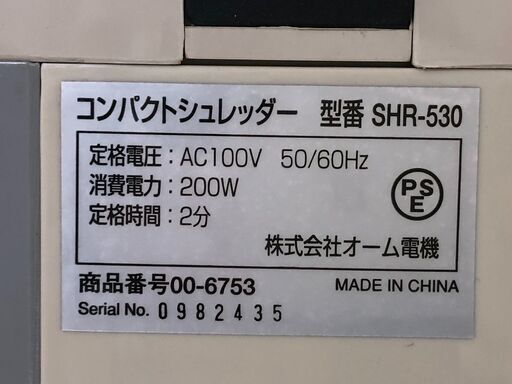 コンパクトシュレッダー 型番 SHR-530
定格電圧：AC100V 50/60Hz
消費電力：200W
定格時間：2分
PSE
株式会社オーム電機
商品番号00-6753 MADE IN CHINA
Serial No. 0982435